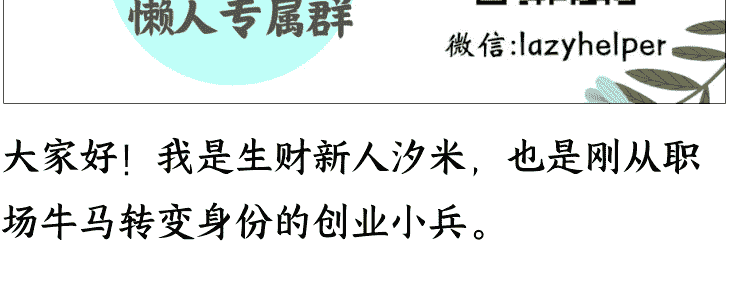 懒人专属群
微信:lazyhelper
大家好！我是生财新人汐米，也是刚从职
场牛马转变身份的创业小兵。